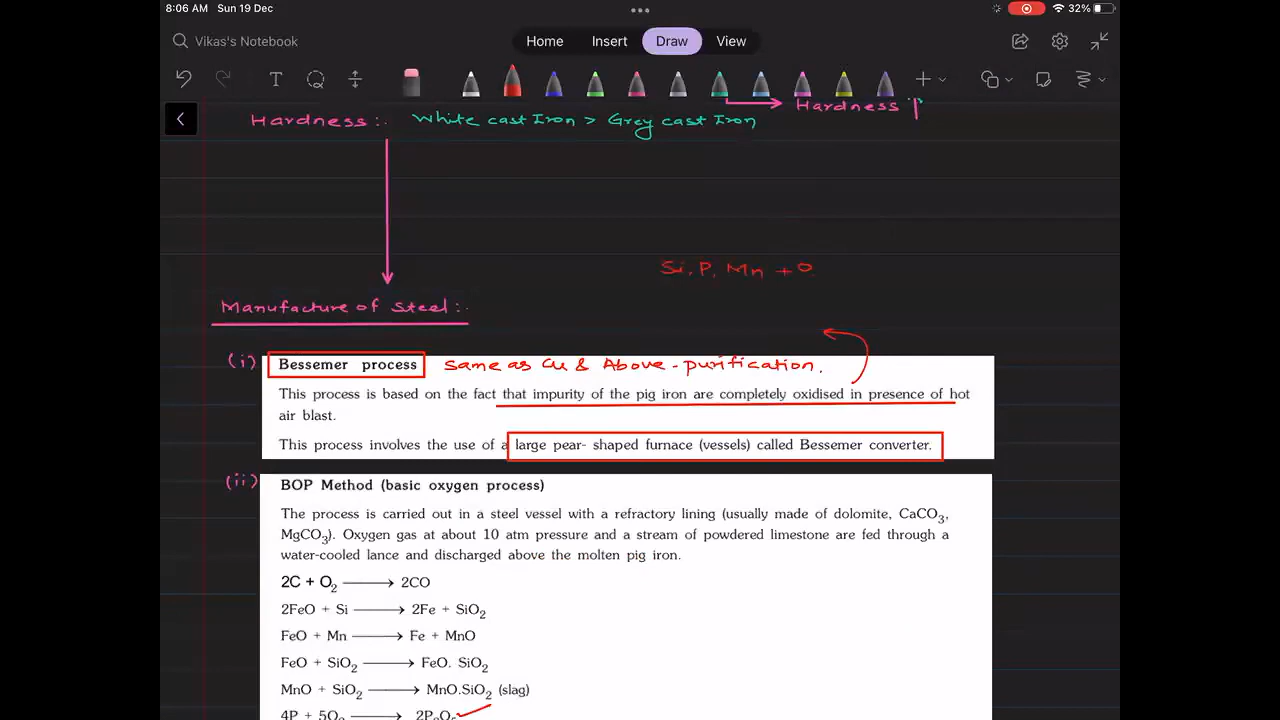 8:06 AM Sun 19 Dec
32%
Vikas's Notebook
Home Insert Draw View
Hardness ↑
Hardness :. White cast Iron > Grey cast Iron
Si, P, Mn + O
Manufacture of Steel :.
(i) Bessemer process Same as Cu & Above - purification.
This process is based on the fact that impurity of the pig iron are completely oxidised in presence of hot
air blast.
This process involves the use of a large pear- shaped furnace (vessels) called Bessemer converter.
(ii) BOP Method (basic oxygen process)
The process is carried out in a steel vessel with a refractory lining (usually made of dolomite, CaCO₃,
MgCO₃). Oxygen gas at about 10 atm pressure and a stream of powdered limestone are fed through a
water-cooled lance and discharged above the molten pig iron.
2C + O₂ ⟶ 2CO
2FeO + Si ⟶ 2Fe + SiO₂
FeO + Mn ⟶ Fe + MnO
FeO + SiO₂ ⟶ FeO. SiO₂
MnO + SiO₂ ⟶ MnO.SiO₂ (slag)
4P + 5O₂ ⟶ 2P₂O₅